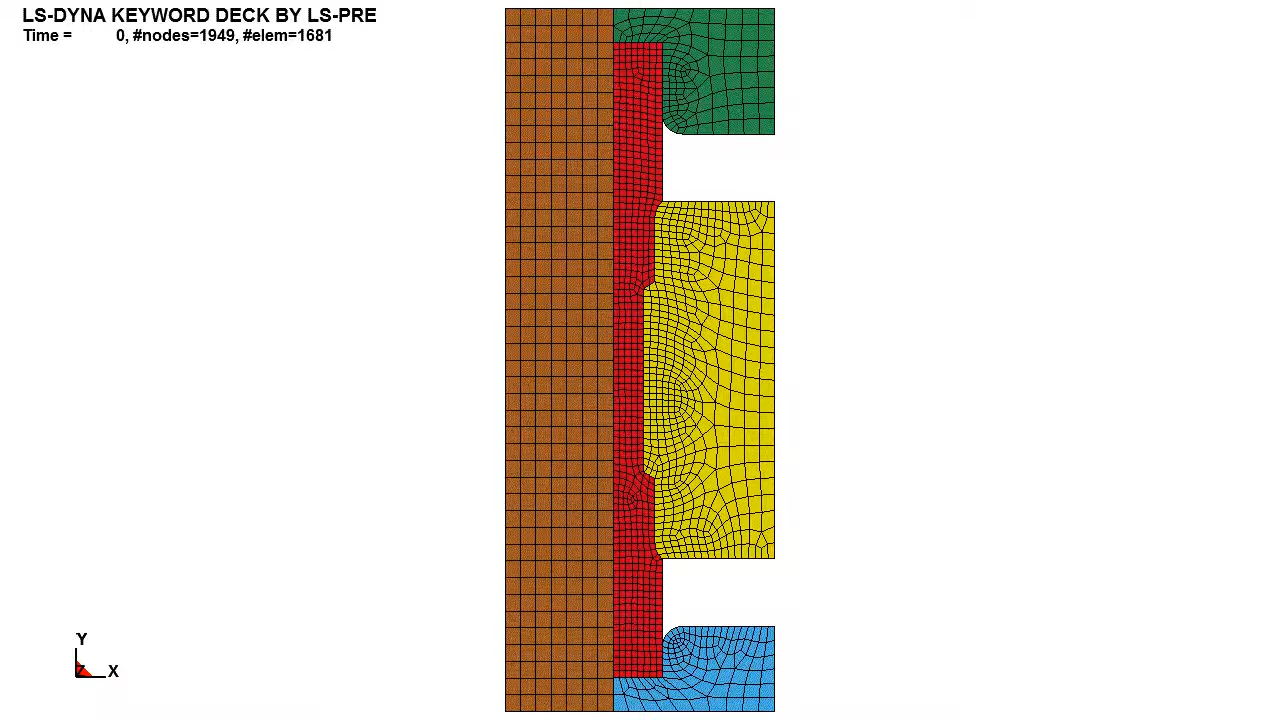 LS-DYNA KEYWORD DECK BY LS-PRE
Time = 0, #nodes=1949, #elem=1681
Y
Z X